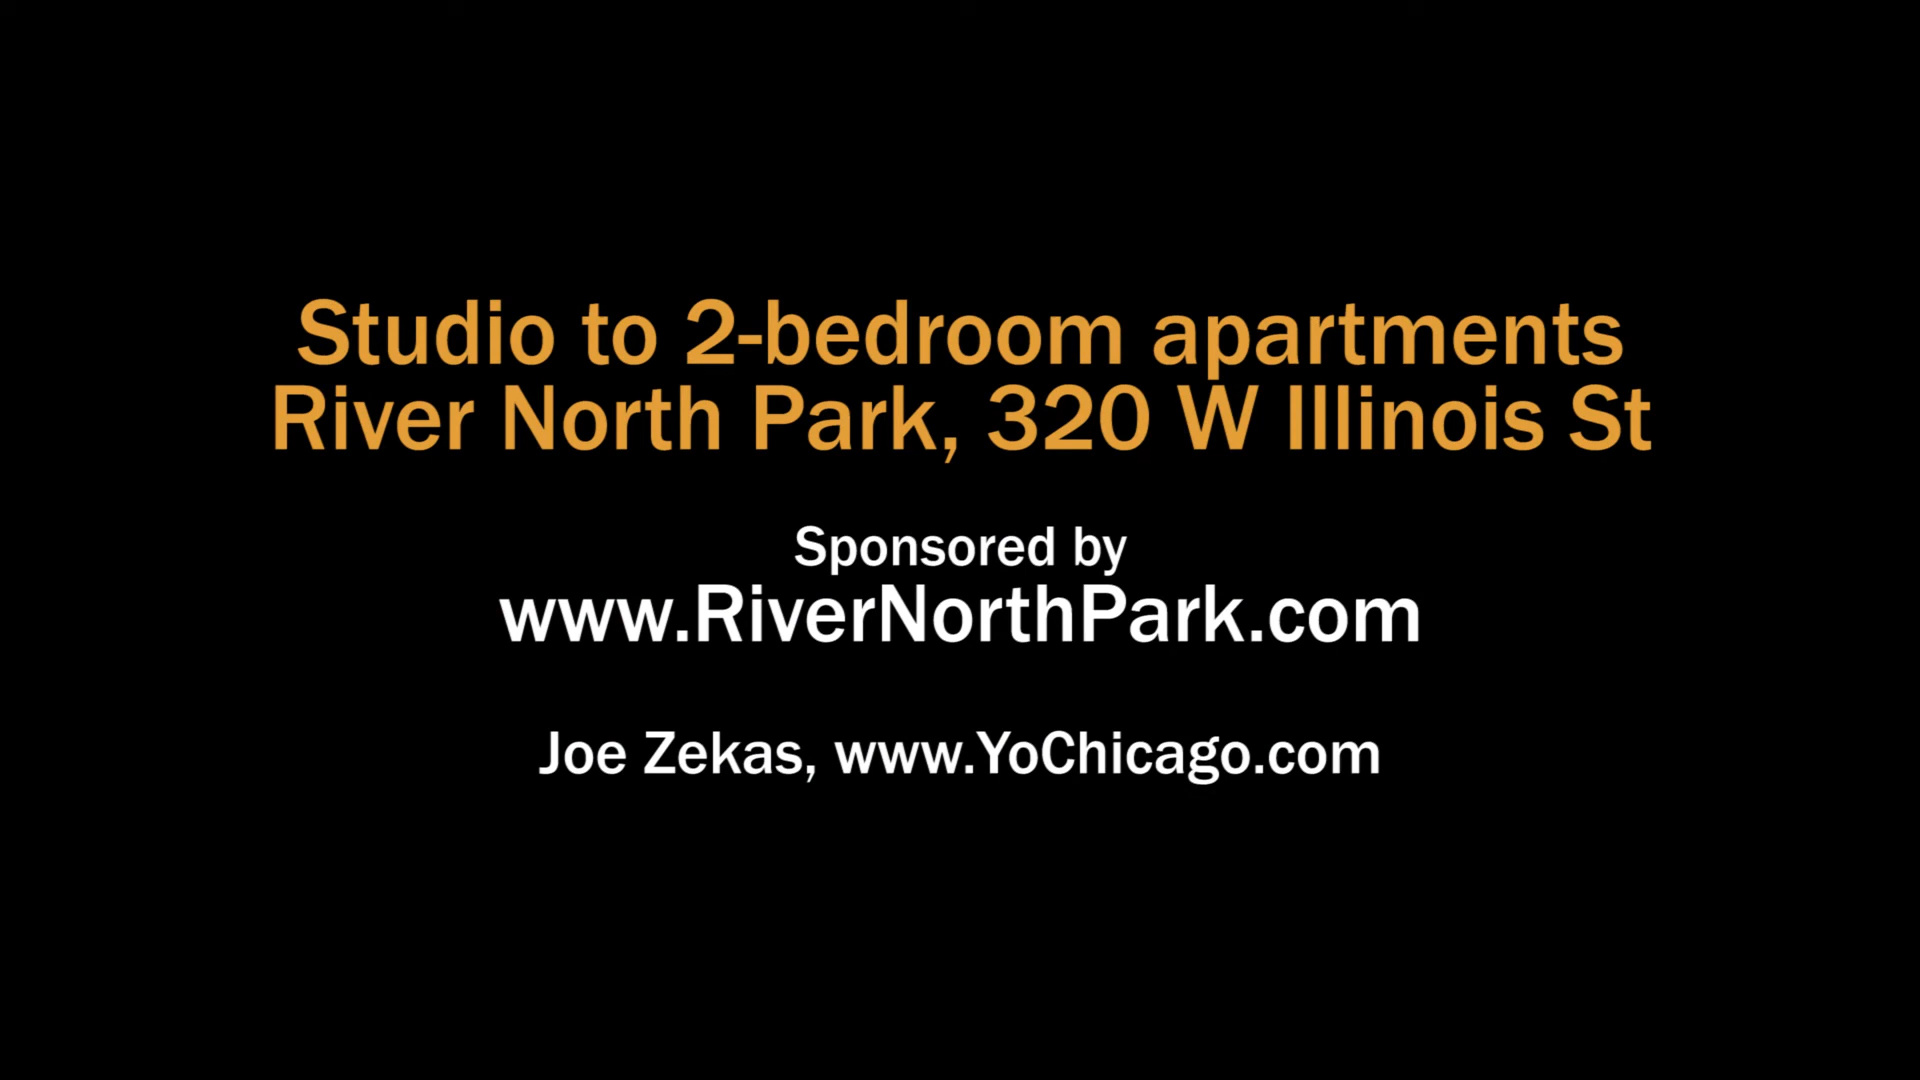 Studio to 2-bedroom apartments
River North Park, 320 W Illinois St
Sponsored by
www.RiverNorthPark.com
Joe Zekas, www.YoChicago.com